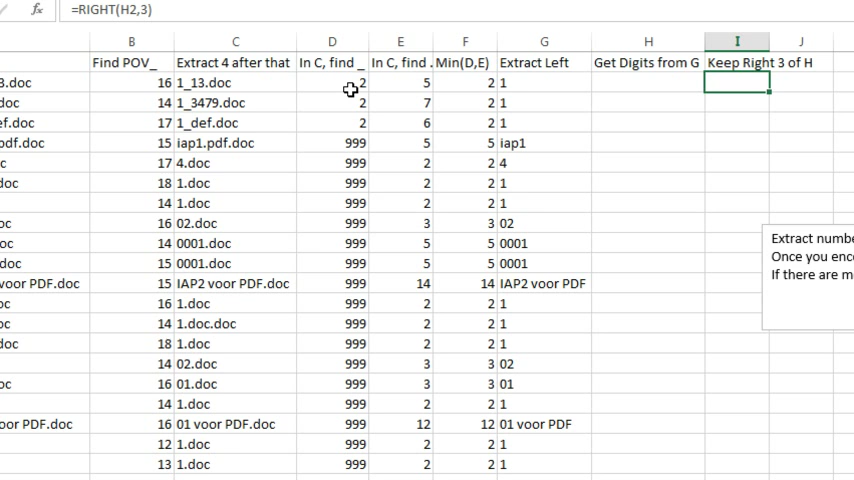 fx =RIGHT(H2,3)
B C D E F G H I J
Find POV_ Extract 4 after that In C, find _ In C, find . Min(D,E) Extract Left Get Digits from G Keep Right 3 of H
3.doc 16 1_13.doc 2 5 2 1
doc 14 1_3479.doc 2 7 2 1
ef.doc 17 1_def.doc 2 6 2 1
pdf.doc 15 iap1.pdf.doc 999 5 5 iap1
c 17 4.doc 999 2 2 4
doc 18 1.doc 999 2 2 1
14 1.doc 999 2 2 1
oc 16 02.doc 999 3 3 02
oc 14 0001.doc 999 5 5 0001
.doc 15 0001.doc 999 5 5 0001
voor PDF.doc 15 IAP2 voor PDF.doc 999 14 14 IAP2 voor PDF
oc 16 1.doc 999 2 2 1
oc 14 1.doc.doc 999 2 2 1
doc 18 1.doc 999 2 2 1
14 02.doc 999 3 3 02
oc 16 01.doc 999 3 3 01
14 1.doc 999 2 2 1
oor PDF.doc 16 01 voor PDF.doc 999 12 12 01 voor PDF
12 1.doc 999 2 2 1
13 1.doc 999 2 2 1
Extract numbe
Once you enc
If there are m